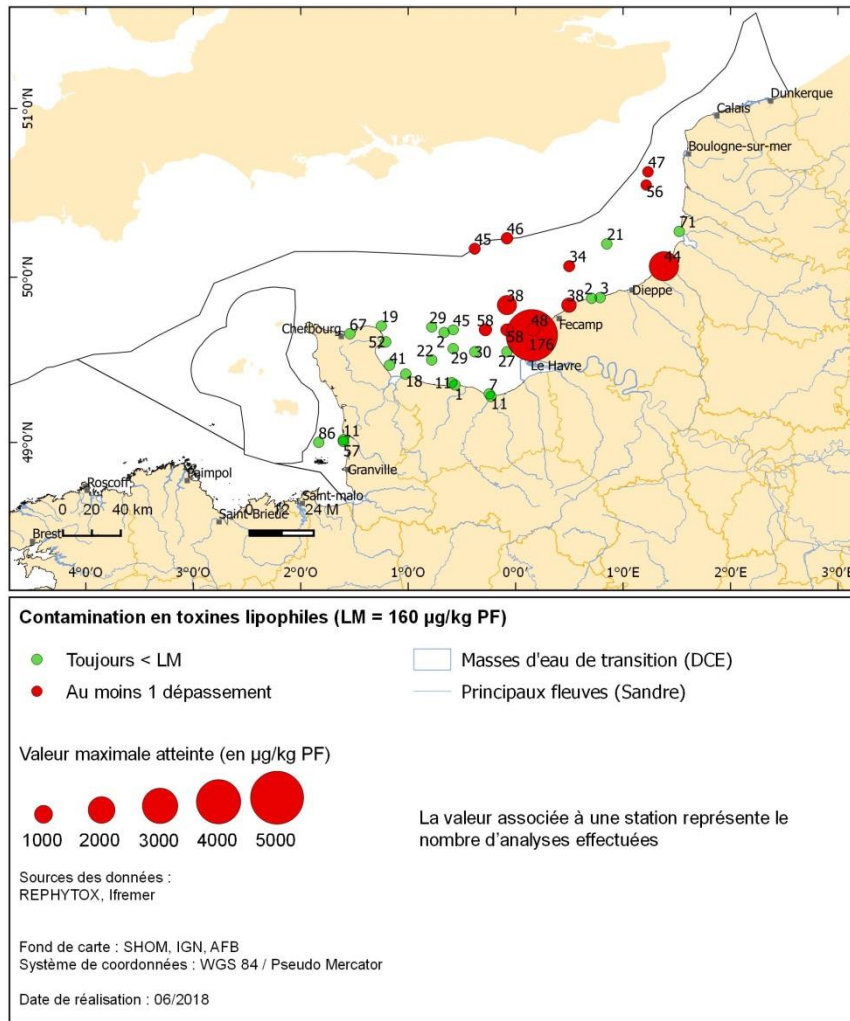 51°0'N
50°0'N
49°0'N
Dunkerque
Calais
Boulogne-sur-mer
47
56
71
46
45
21
34
44
2 3
Dieppe
38
38
Fecamp
19
67
Cherbourg
29 45
58
48
52
2
58
176
41
22
29
30
27
Le Havre
18
11
1
7
11
86
11
57
Granville
Paimpol
Roscoff
Saint-malo
Saint-Brieuc
Brest
0 20 40 km
0 12 24 M
4°0'O 3°0'O 2°0'O 1°0'O 0°0'E 1°0'E 2°0'E 3°0'E
Contamination en toxines lipophiles (LM = 160 µg/kg PF)
Toujours < LM
Au moins 1 dépassement
Masses d'eau de transition (DCE)
Principaux fleuves (Sandre)
Valeur maximale atteinte (en µg/kg PF)
1000 2000 3000 4000 5000
La valeur associée à une station représente le
nombre d'analyses effectuées
Sources des données :
REPHYTOX, Ifremer
Fond de carte : SHOM, IGN, AFB
Système de coordonnées : WGS 84 / Pseudo Mercator
Date de réalisation : 06/2018